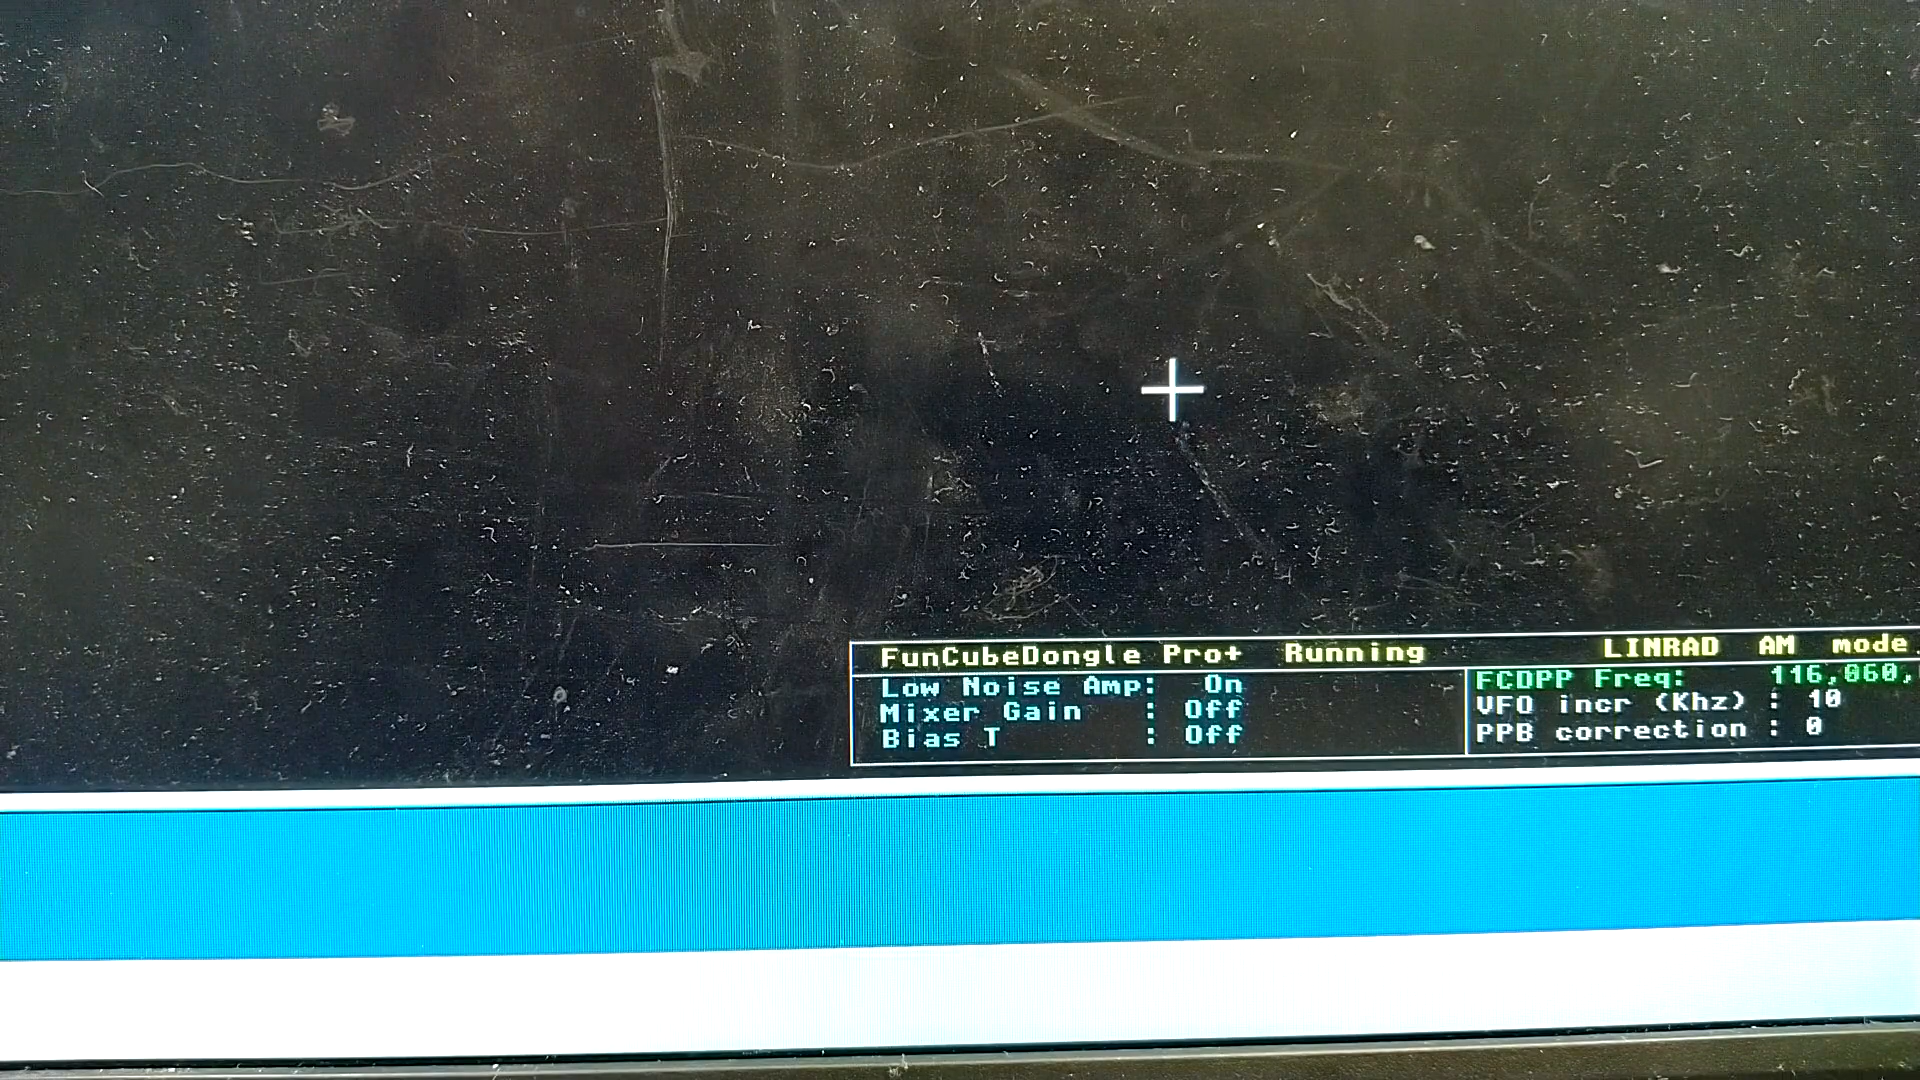 FunCubeDongle Pro+ Running LINRAD AM mode
Low Noise Amp: On
Mixer Gain : Off
Bias T : Off
FCDPP Freq: 116,060,
VFO incr (Khz) : 10
PPB correction : 0